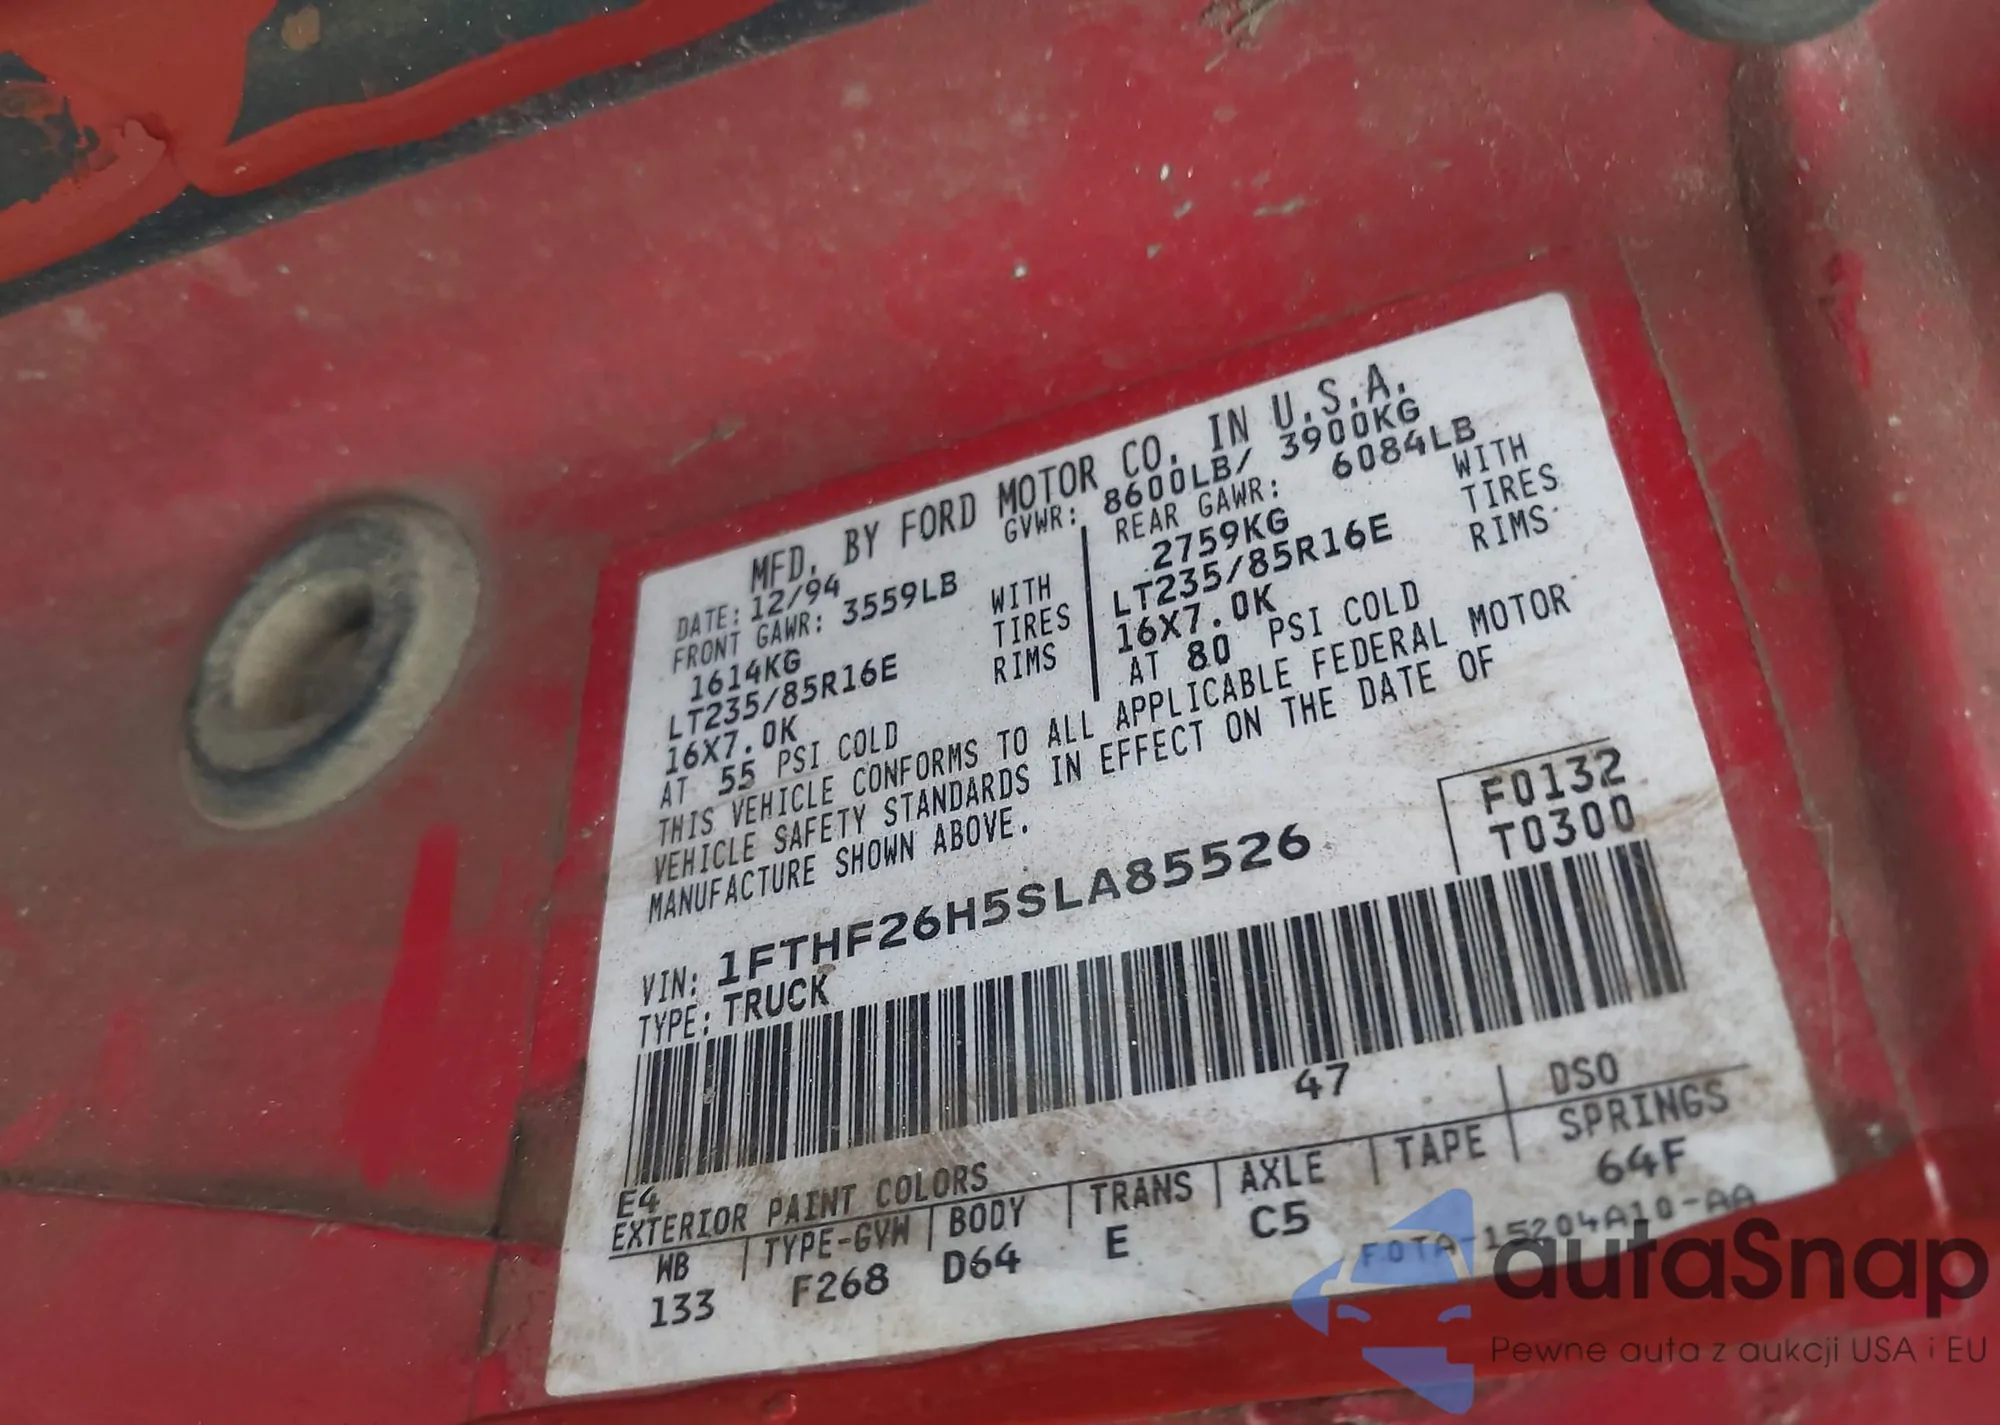 MFD. BY FORD MOTOR CO. IN U.S.A.
DATE: 12/94 GVWR: 8600LB/ 3900KG
FRONT GAWR: 3559LB REAR GAWR: 6084LB
1614KG WITH 2759KG WITH
LT235/85R16E TIRES LT235/85R16E TIRES
16X7.0K RIMS 16X7.0K RIMS
AT 55 PSI COLD AT 80 PSI COLD
THIS VEHICLE CONFORMS TO ALL APPLICABLE FEDERAL MOTOR
VEHICLE SAFETY STANDARDS IN EFFECT ON THE DATE OF
MANUFACTURE SHOWN ABOVE.
F0132
T0300
VIN: 1FTHF26H5SLA85526
TYPE: TRUCK
47
E4
EXTERIOR PAINT COLORS DSO
WB TYPE-GVW BODY TRANS AXLE TAPE SPRINGS
133 F268 D64 E C5 64F
F0TA-15204A10-AA
autaSnap
Pewne auta z aukcji USA i EU